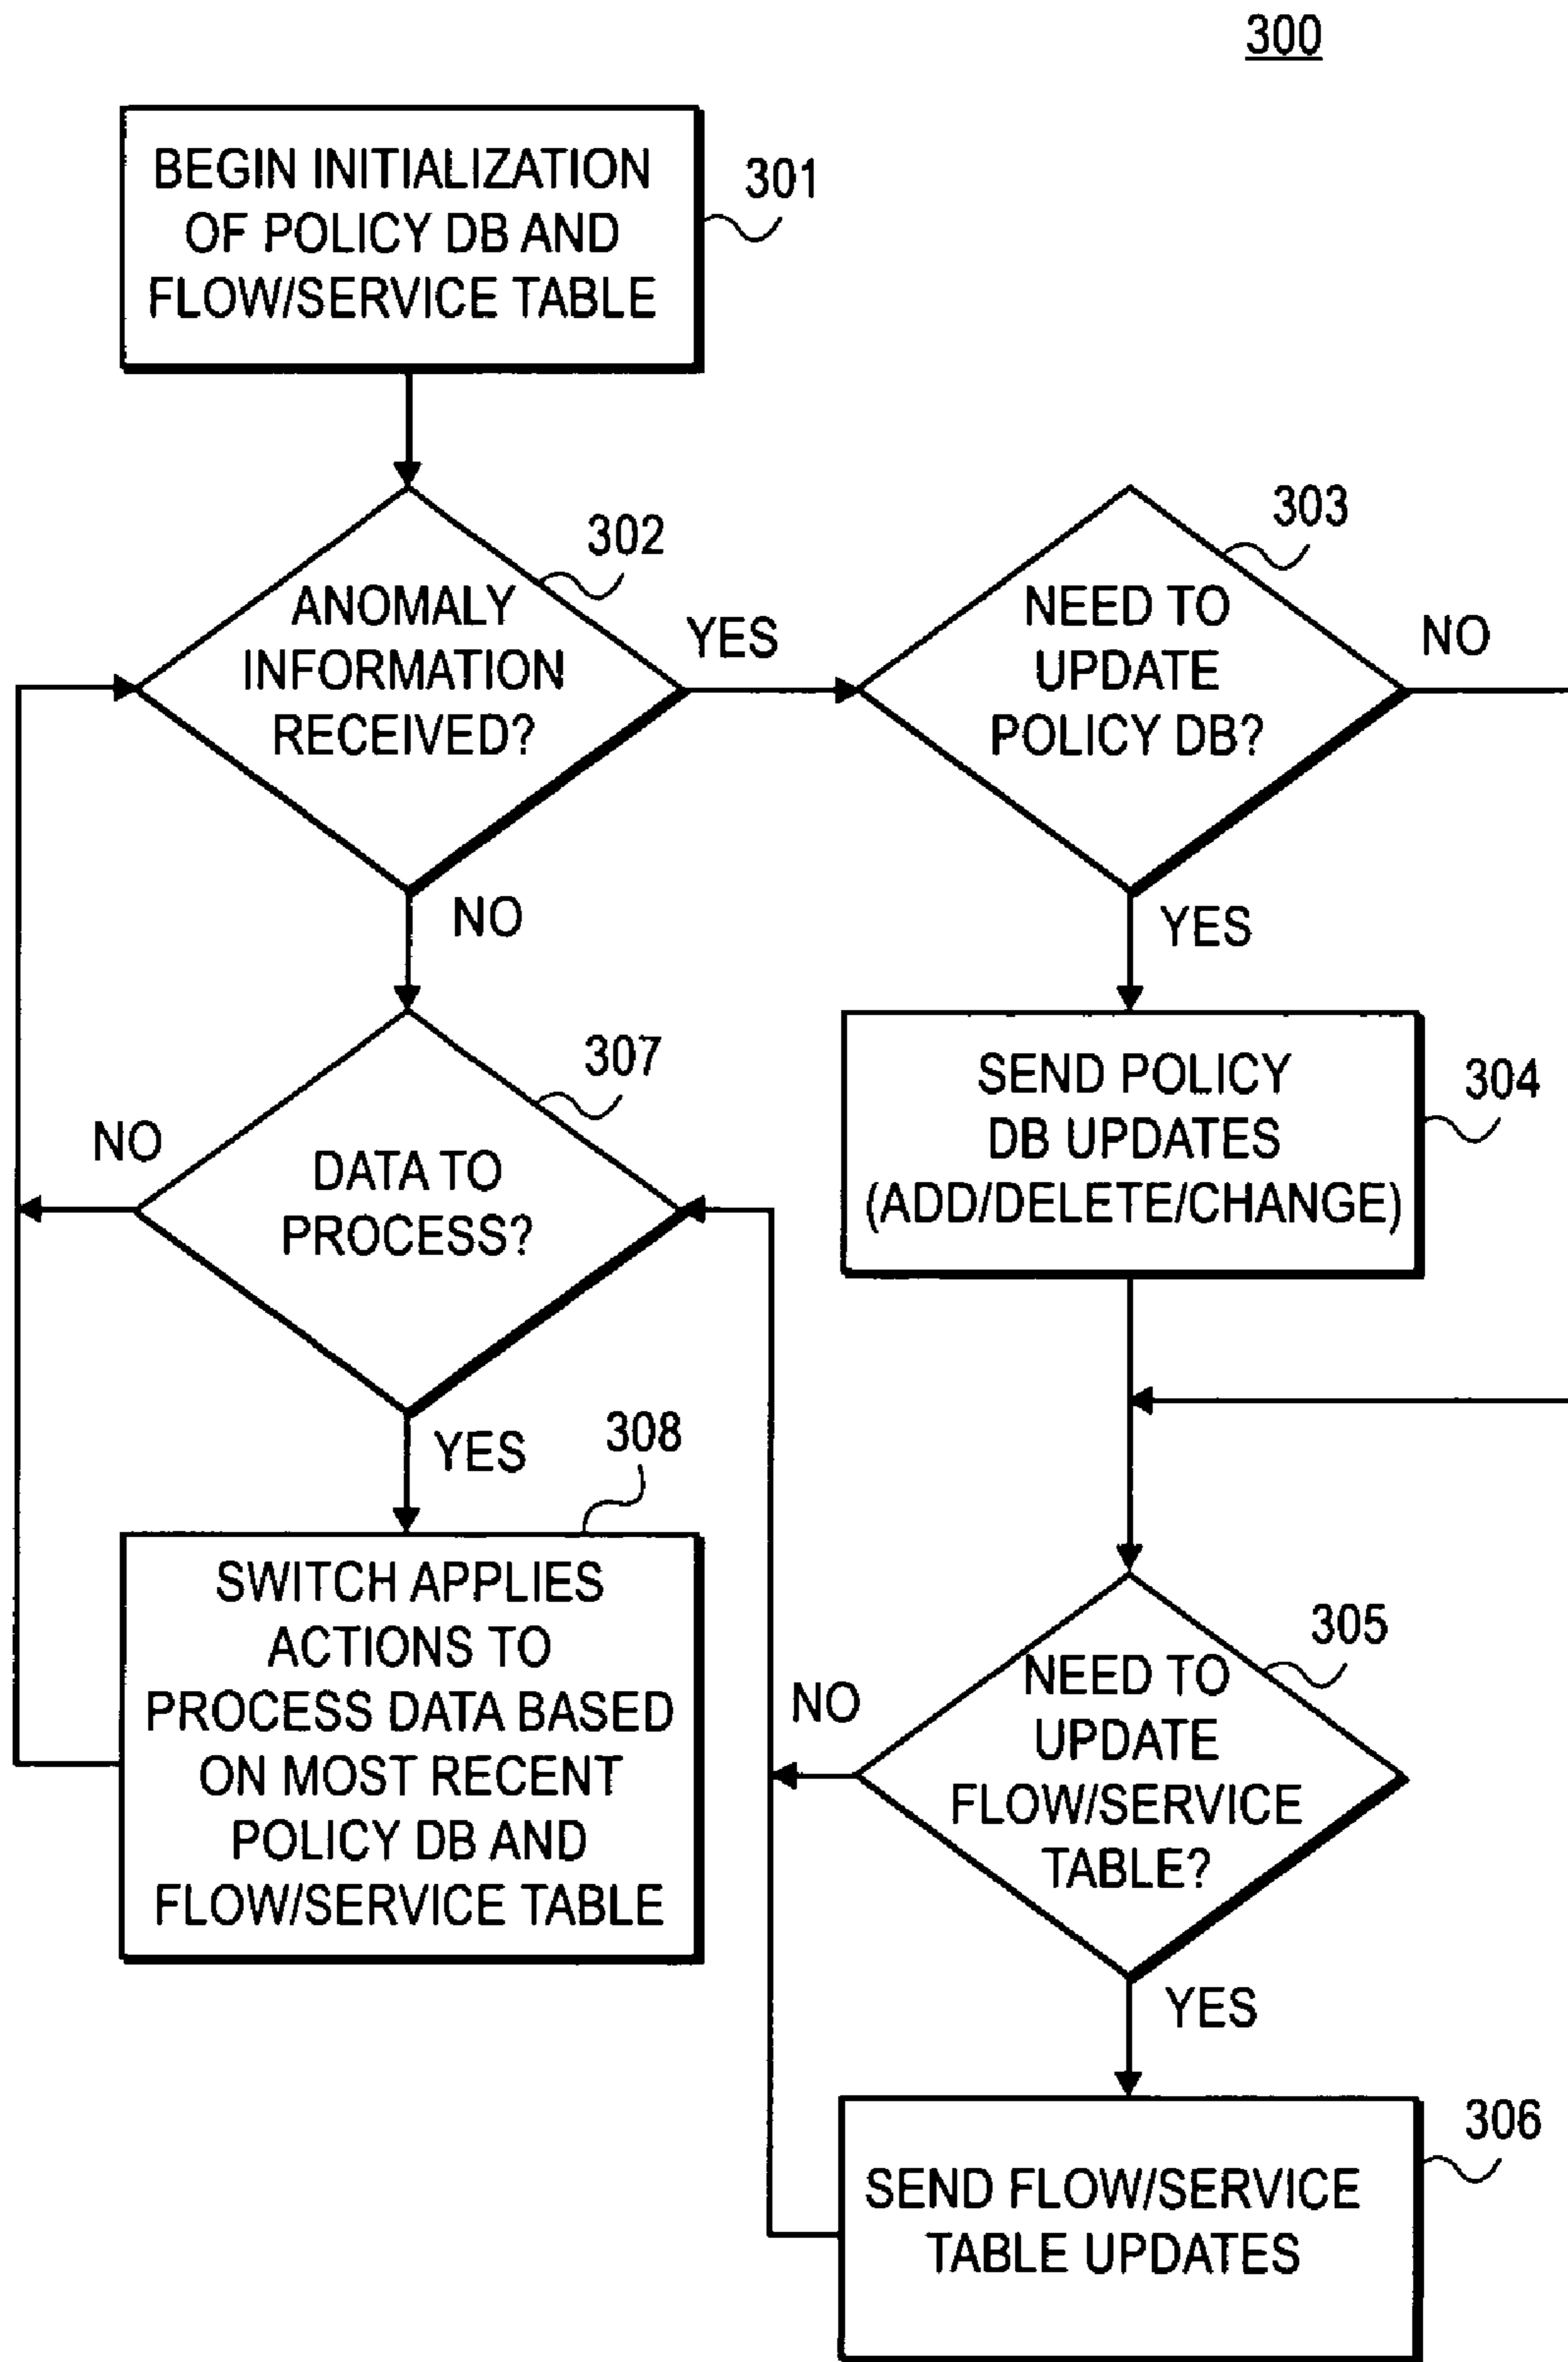 300
BEGIN INITIALIZATION
OF POLICY DB AND
FLOW/SERVICE TABLE
301
ANOMALY
INFORMATION
RECEIVED?
302
YES
NO
NEED TO
UPDATE
POLICY DB?
303
NO
YES
SEND POLICY
DB UPDATES
(ADD/DELETE/CHANGE)
304
DATA TO
PROCESS?
307
NO
YES
SWITCH APPLIES
ACTIONS TO
PROCESS DATA BASED
ON MOST RECENT
POLICY DB AND
FLOW/SERVICE TABLE
308
NEED TO
UPDATE
FLOW/SERVICE
TABLE?
305
NO
YES
SEND FLOW/SERVICE
TABLE UPDATES
306